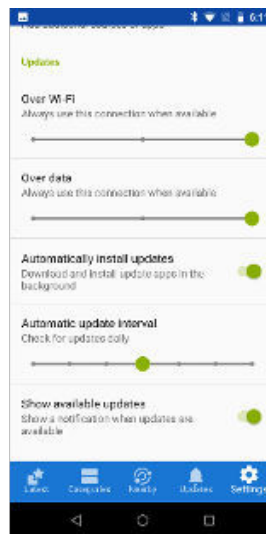 6:11
Updates
Over Wi-Fi
Always use this connection when available
Over data
Always use this connection when available
Automatically install updates
Download and install update apps in the
background
Automatic update interval
Check for updates daily
Show available updates
Show a notification when updates are
available
Latest Categories Nearby Updates Settings